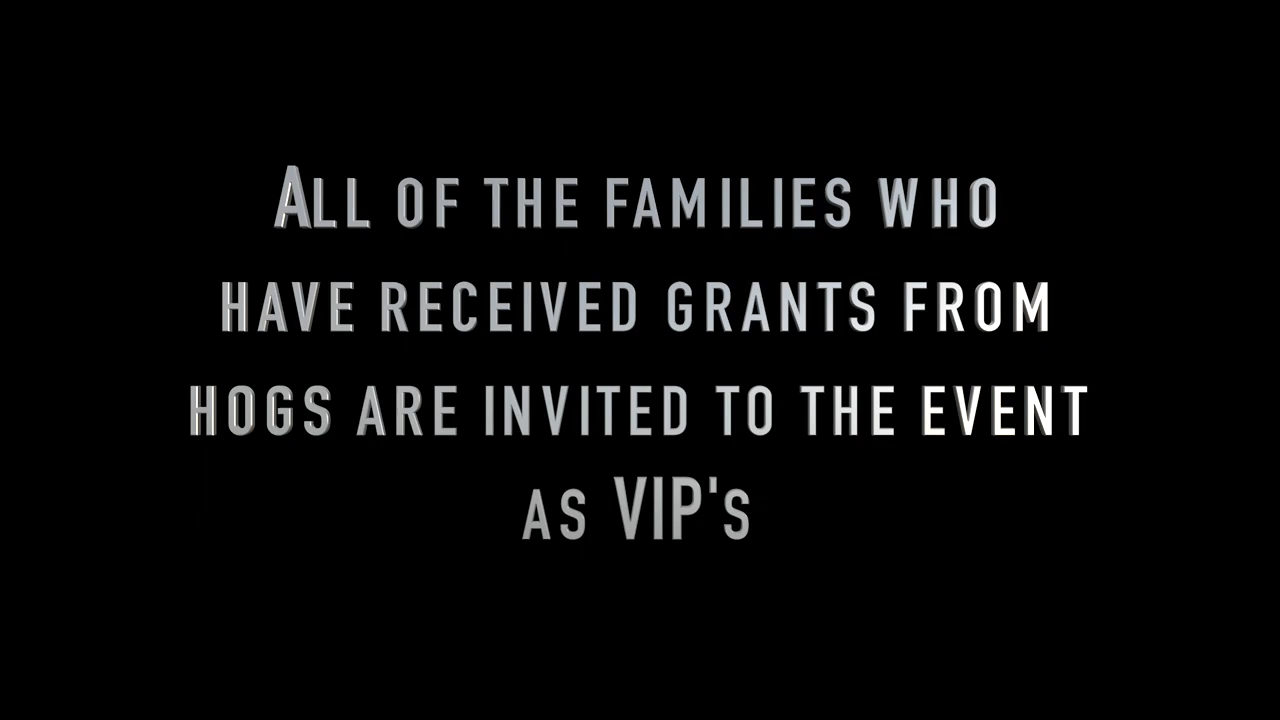 All of the families who
have received grants from
hogs are invited to the event
as VIP's